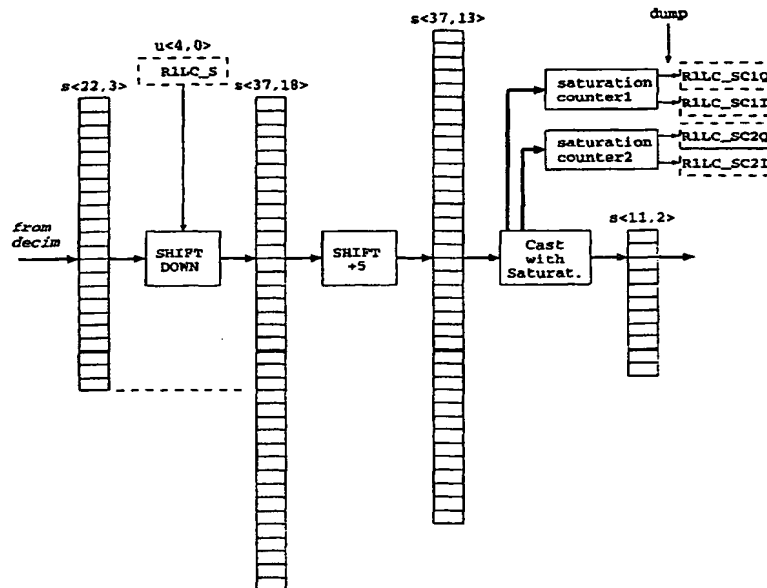 dump
s<37,13>
u<4,0>
R1LC_S
s<22,3>
s<37,18>
saturation
counter1
R1LC_SC1Q
R1LC_SC1I
saturation
counter2
R1LC_SC2Q
R1LC_SC2I
s<11,2>
from
decim
SHIFT
DOWN
SHIFT
+5
Cast
with
Saturat.